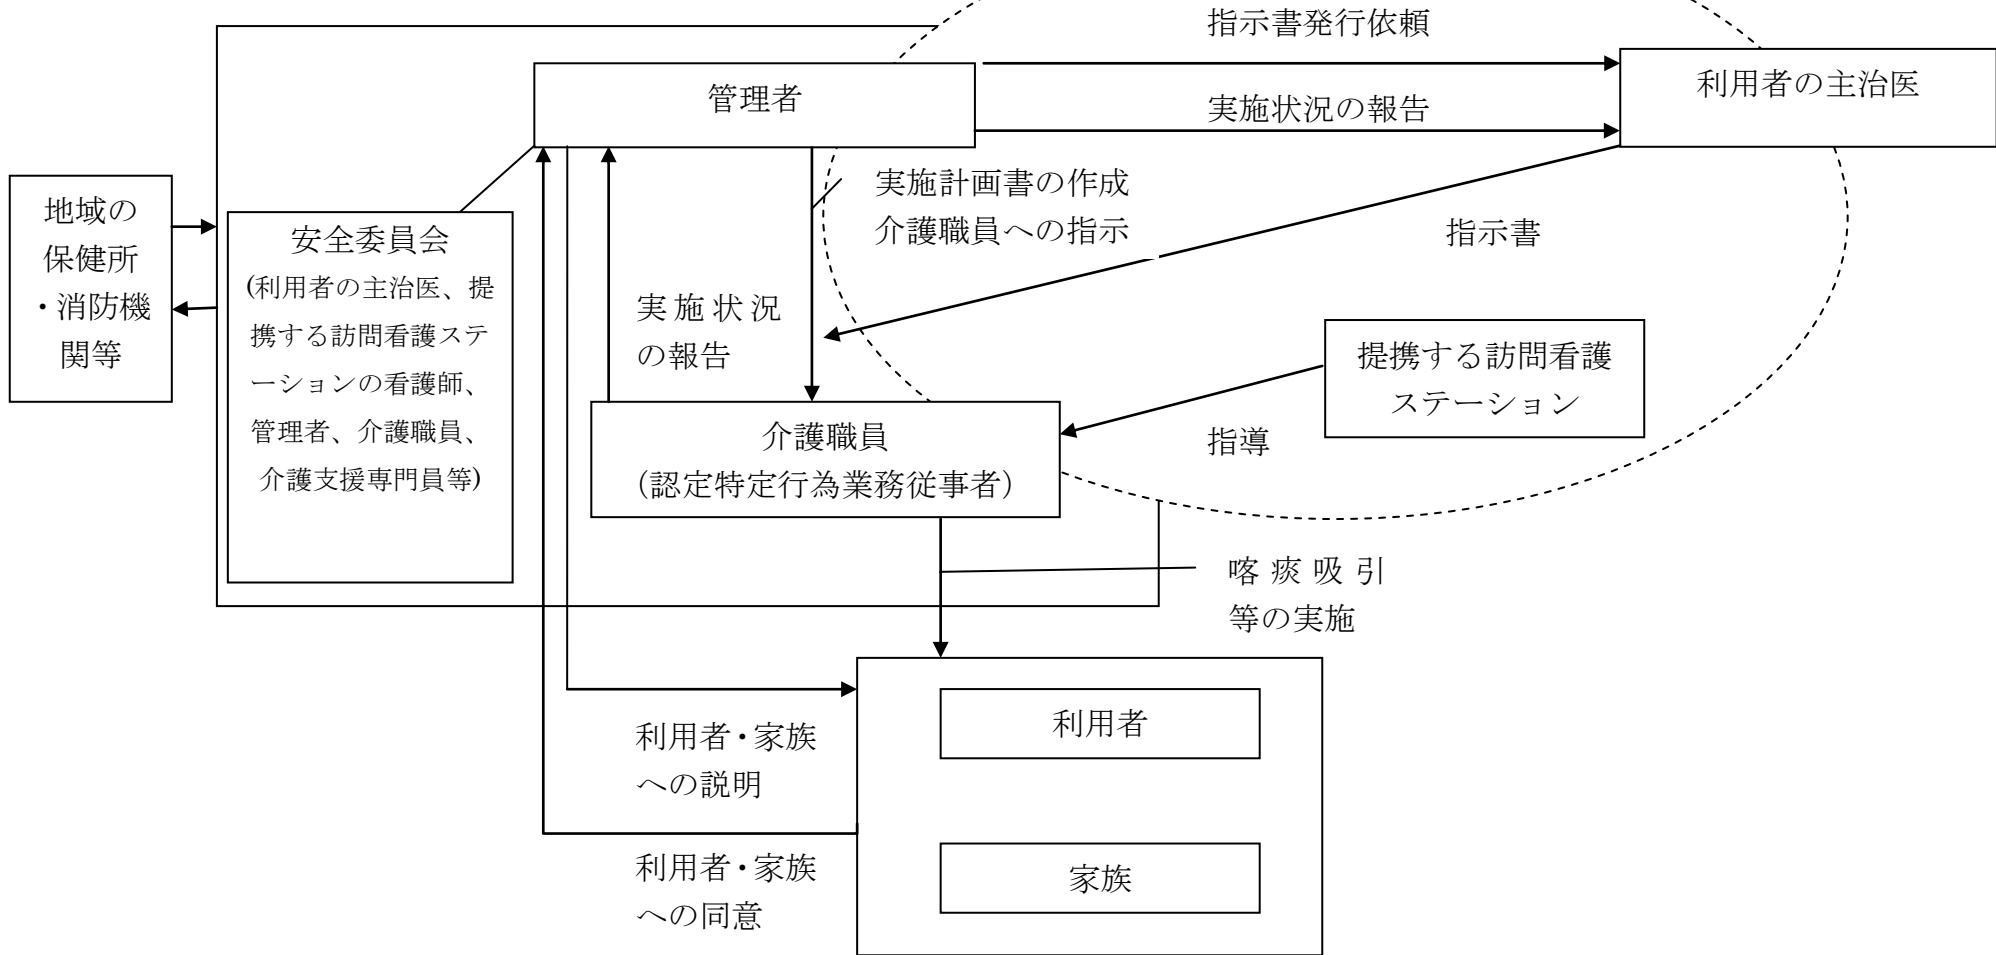 指示書発行依頼
管理者
利用者の主治医
実施状況の報告
実施計画書の作成
介護職員への指示
指示書
地域の
保健所
・消防機
関等
安全委員会
(利用者の主治医、提
携する訪問看護ステ
ーションの看護師、
管理者、介護職員、
介護支援専門員等)
実施状況
の報告
提携する訪問看護
ステーション
指導
介護職員
（認定特定行為業務従事者）
喀痰吸引
等の実施
利用者・家族
への説明
利用者
利用者・家族
への同意
家族